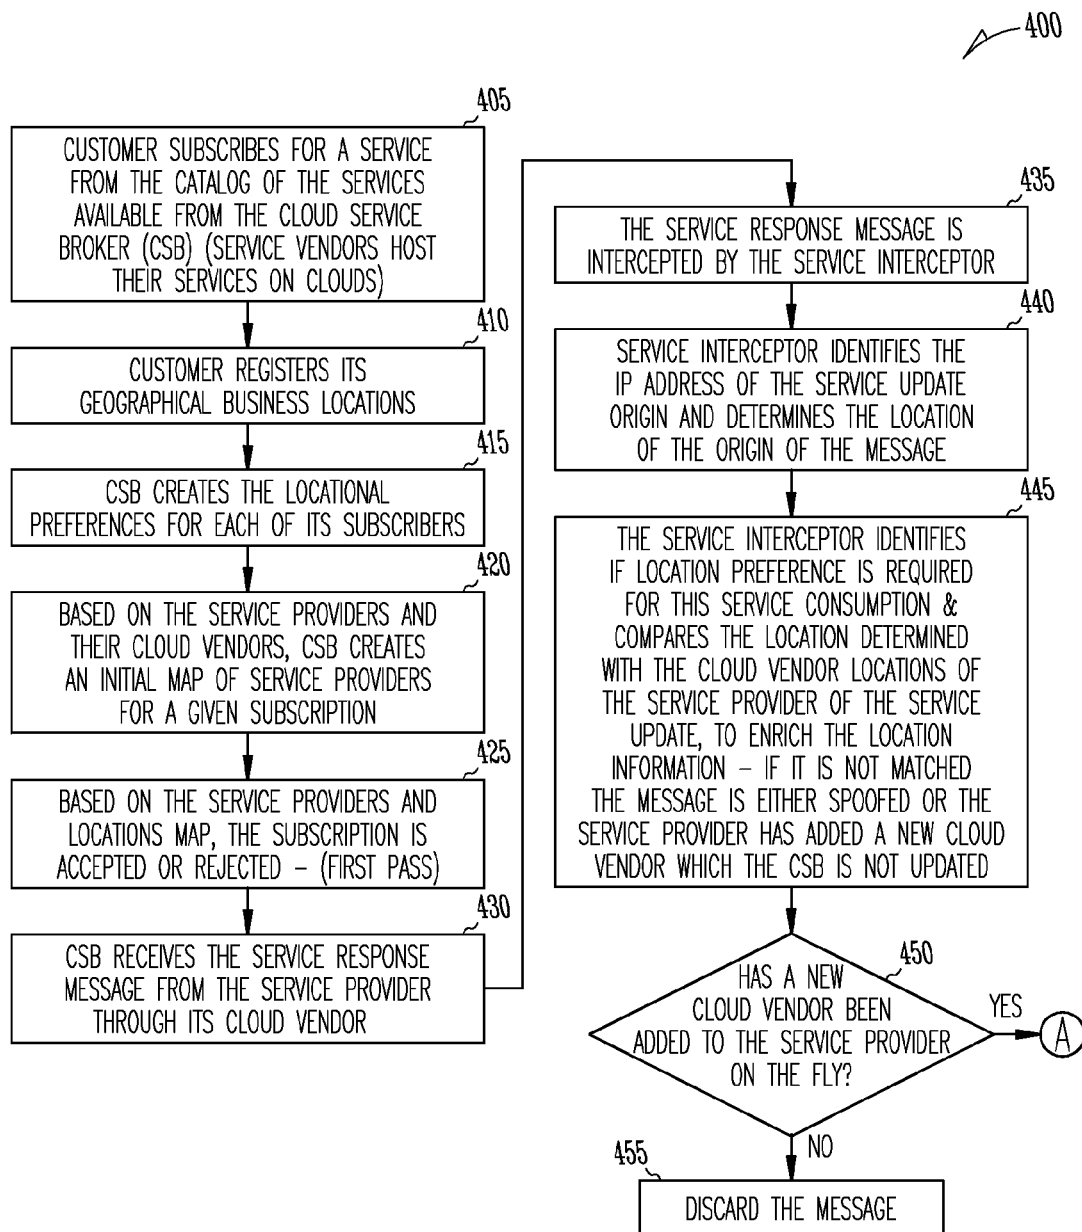 400
405
CUSTOMER SUBSCRIBES FOR A SERVICE
FROM THE CATALOG OF THE SERVICES
AVAILABLE FROM THE CLOUD SERVICE
BROKER (CSB) (SERVICE VENDORS HOST
THEIR SERVICES ON CLOUDS)
410
CUSTOMER REGISTERS ITS
GEOGRAPHICAL BUSINESS LOCATIONS
415
CSB CREATES THE LOCATIONAL
PREFERENCES FOR EACH OF ITS SUBSCRIBERS
420
BASED ON THE SERVICE PROVIDERS AND
THEIR CLOUD VENDORS, CSB CREATES
AN INITIAL MAP OF SERVICE PROVIDERS
FOR A GIVEN SUBSCRIPTION
425
BASED ON THE SERVICE PROVIDERS AND
LOCATIONS MAP, THE SUBSCRIPTION IS
ACCEPTED OR REJECTED – (FIRST PASS)
430
CSB RECEIVES THE SERVICE RESPONSE
MESSAGE FROM THE SERVICE PROVIDER
THROUGH ITS CLOUD VENDOR
435
THE SERVICE RESPONSE MESSAGE IS
INTERCEPTED BY THE SERVICE INTERCEPTOR
440
SERVICE INTERCEPTOR IDENTIFIES THE
IP ADDRESS OF THE SERVICE UPDATE
ORIGIN AND DETERMINES THE LOCATION
OF THE ORIGIN OF THE MESSAGE
445
THE SERVICE INTERCEPTOR IDENTIFIES
IF LOCATION PREFERENCE IS REQUIRED
FOR THIS SERVICE CONSUMPTION &
COMPARES THE LOCATION DETERMINED
WITH THE CLOUD VENDOR LOCATIONS OF
THE SERVICE PROVIDER OF THE SERVICE
UPDATE, TO ENRICH THE LOCATION
INFORMATION – IF IT IS NOT MATCHED
THE MESSAGE IS EITHER SPOOFED OR THE
SERVICE PROVIDER HAS ADDED A NEW CLOUD
VENDOR WHICH THE CSB IS NOT UPDATED
450
HAS A NEW
CLOUD VENDOR BEEN
ADDED TO THE SERVICE PROVIDER
ON THE FLY?
YES
A
NO
455
DISCARD THE MESSAGE